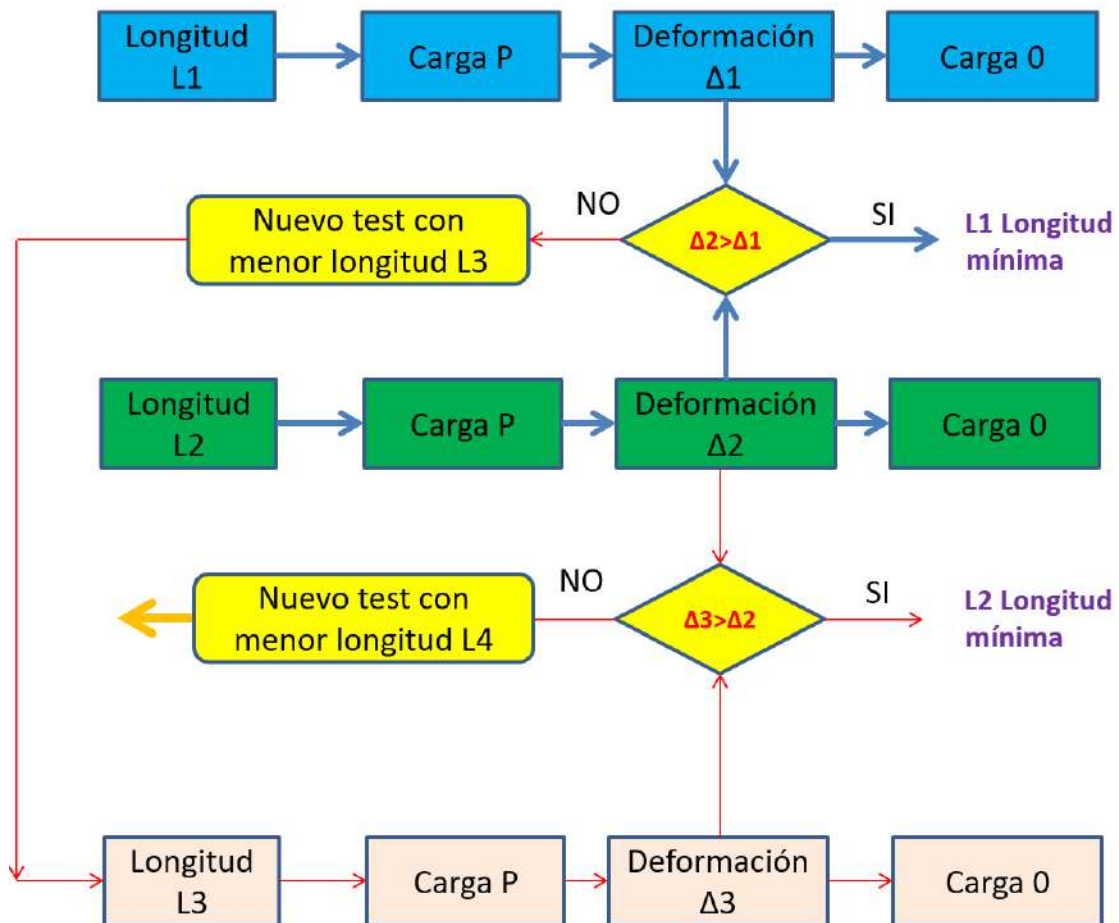 Longitud
L1
Carga P
Deformación
Δ1
Carga 0
Nuevo test con
menor longitud L3
NO
Δ2>Δ1
SI
L1 Longitud
mínima
Longitud
L2
Carga P
Deformación
Δ2
Carga 0
Nuevo test con
menor longitud L4
NO
Δ3>Δ2
SI
L2 Longitud
mínima
Longitud
L3
Carga P
Deformación
Δ3
Carga 0